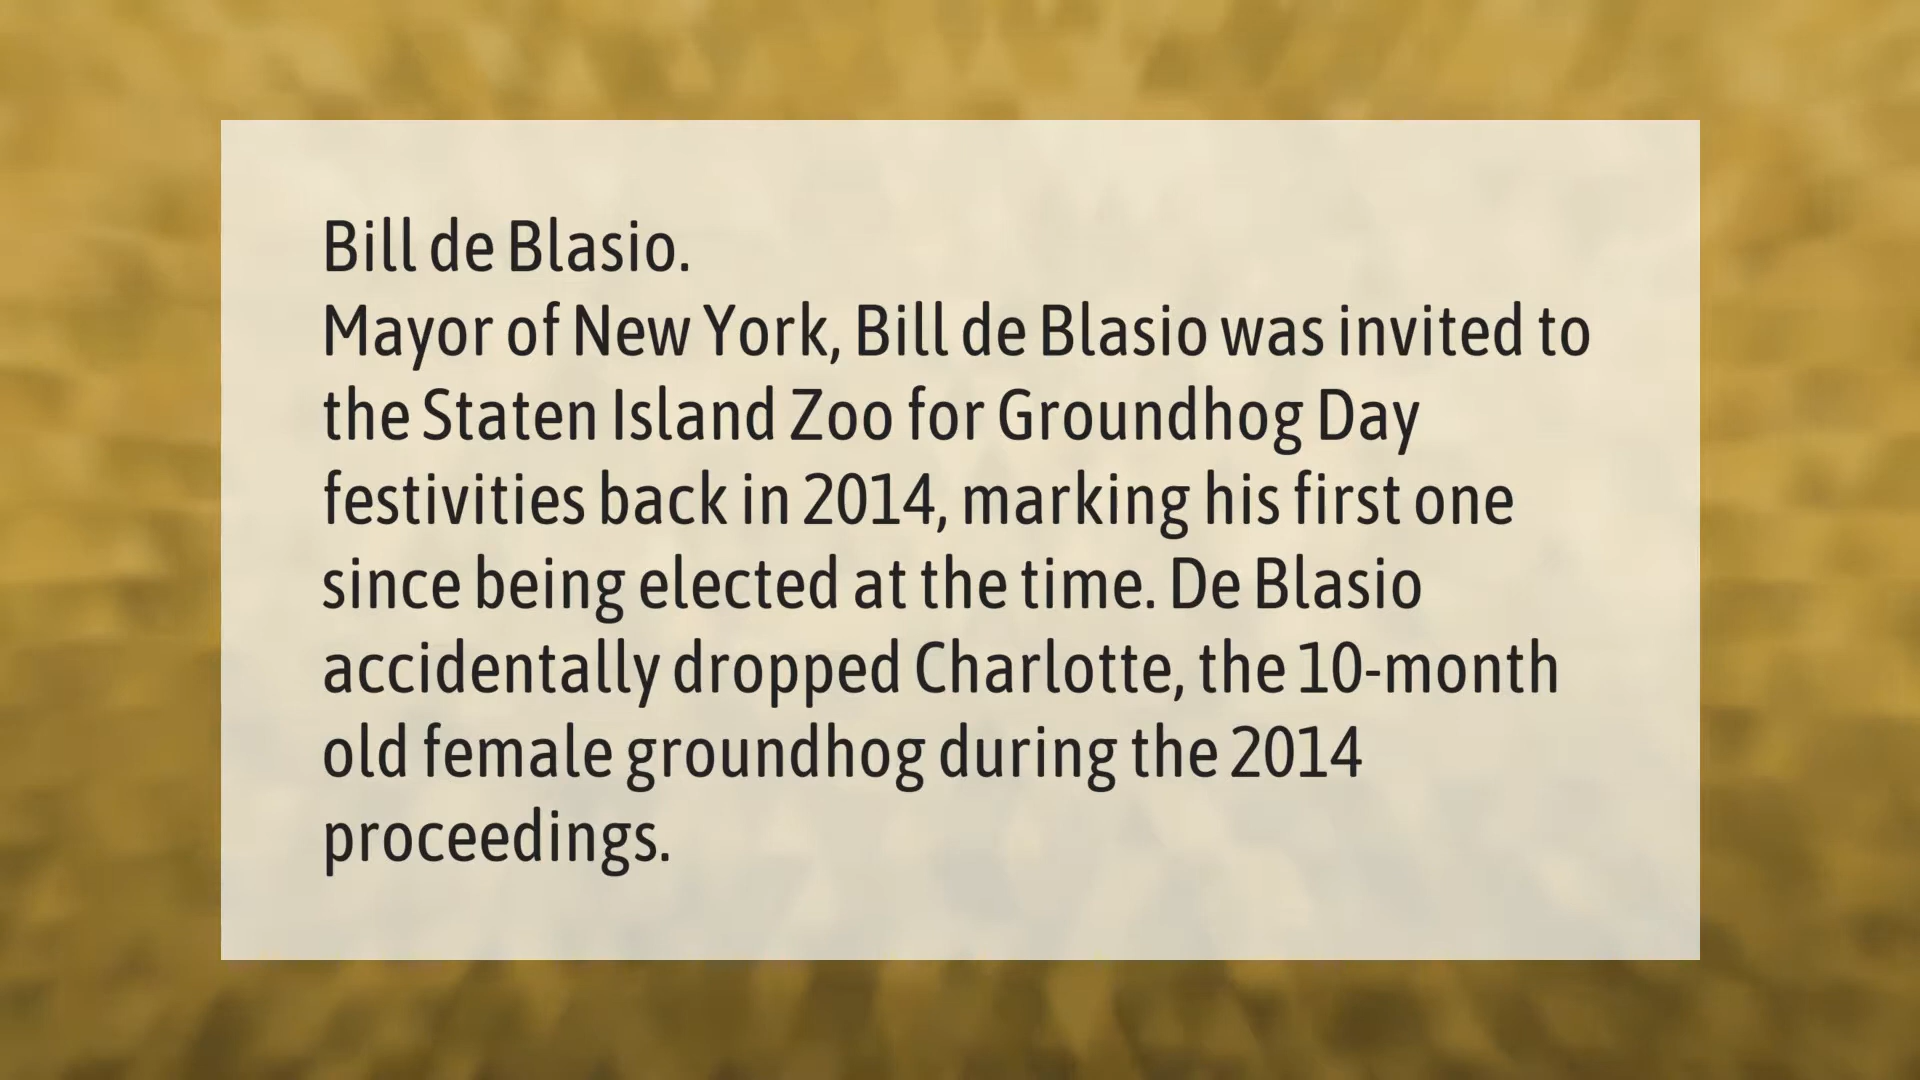 Bill de Blasio.
Mayor of New York, Bill de Blasio was invited to
the Staten Island Zoo for Groundhog Day
festivities back in 2014, marking his first one
since being elected at the time. De Blasio
accidentally dropped Charlotte, the 10-month
old female groundhog during the 2014
proceedings.